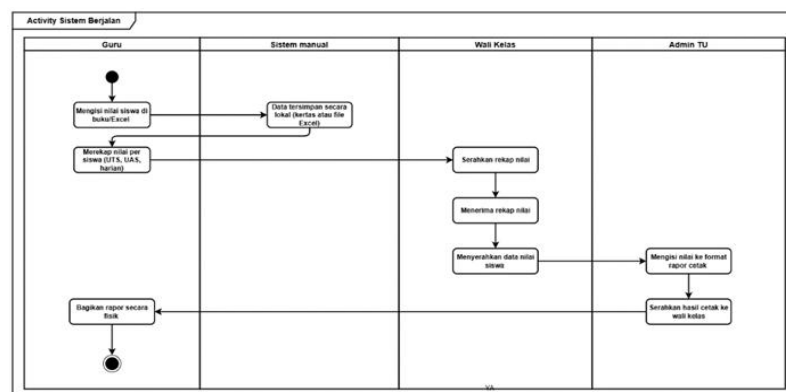 Activity Sistem Berjalan
Guru
Sistem manual
Wali Kelas
Admin TU
Mengisi nilai siswa di
buku/Excel
Data tersimpan secara
lokal (kertas atau file
Excel)
Merekap nilai per
siswa (UTS, UAS,
harian)
Serahkan rekap nilai
Menerima rekap nilai
Menyerahkan data nilai
siswa
Mengisi nilai ke format
rapor cetak
Serahkan hasil cetak ke
wali kelas
Bagikan rapor secara
fisik
YA